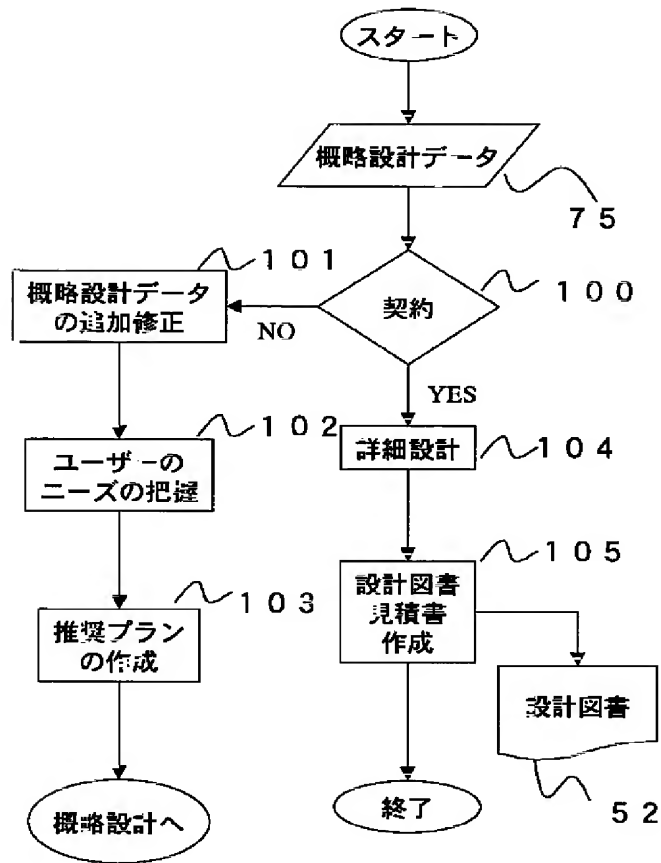 スタート
概略設計データ
７５
契約
１００
NO
YES
１０１
概略設計データ
の追加修正
１０２
ユーザーの
ニーズの把握
１０３
推奨プラン
の作成
概略設計へ
詳細設計
１０４
１０５
設計図書
見積書
作成
設計図書
５２
終了